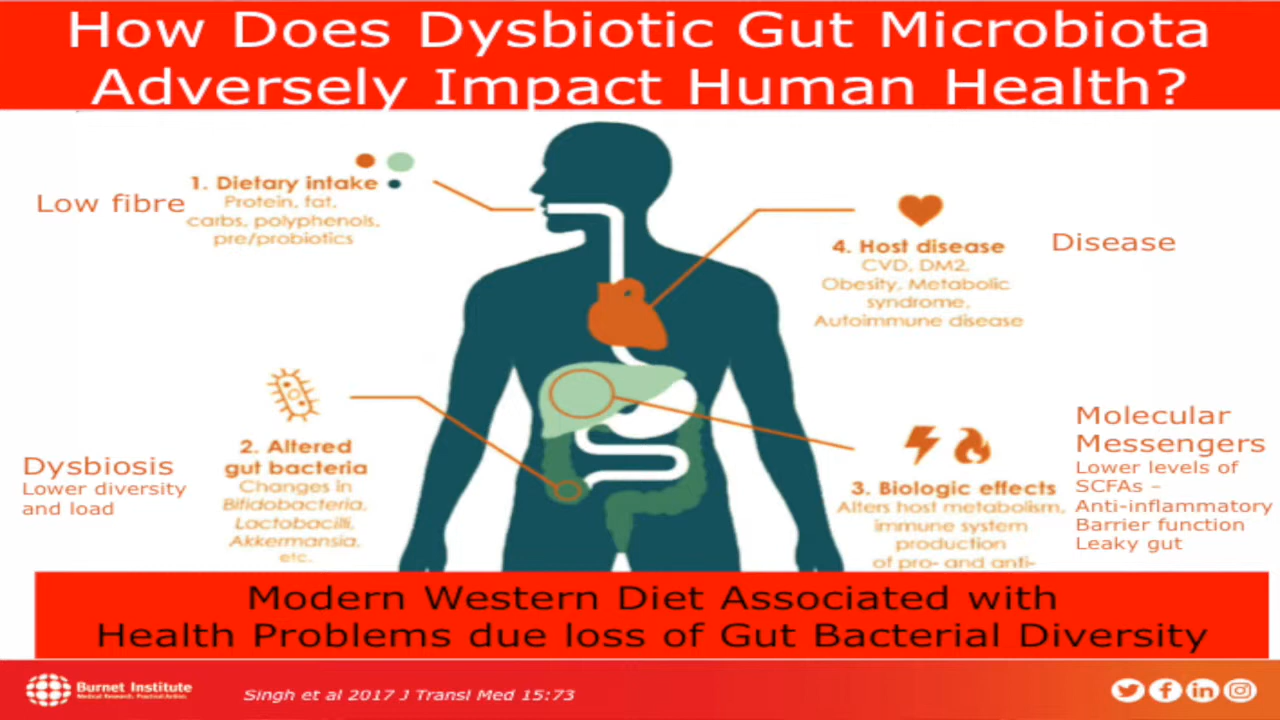 How Does Dysbiotic Gut Microbiota
Adversely Impact Human Health?
Low fibre
1. Dietary intake
Protein, fat,
carbs, polyphenols,
pre/probiotics
4. Host disease
CVD, DM2,
Obesity, Metabolic
syndrome,
Autoimmune disease
Disease
Dysbiosis
Lower diversity
and load
2. Altered
gut bacteria
Changes in
Bifidobacteria,
Lactobacilli,
Akkermansia,
etc.
3. Biologic effects
Alters host metabolism,
immune system
production
of pro- and anti-
Molecular
Messengers
Lower levels of
SCFAs –
Anti-inflammatory
Barrier function
Leaky gut
Modern Western Diet Associated with
Health Problems due loss of Gut Bacterial Diversity
Burnet Institute
Medical Research. Practical Action.
Singh et al 2017 J Transl Med 15:73